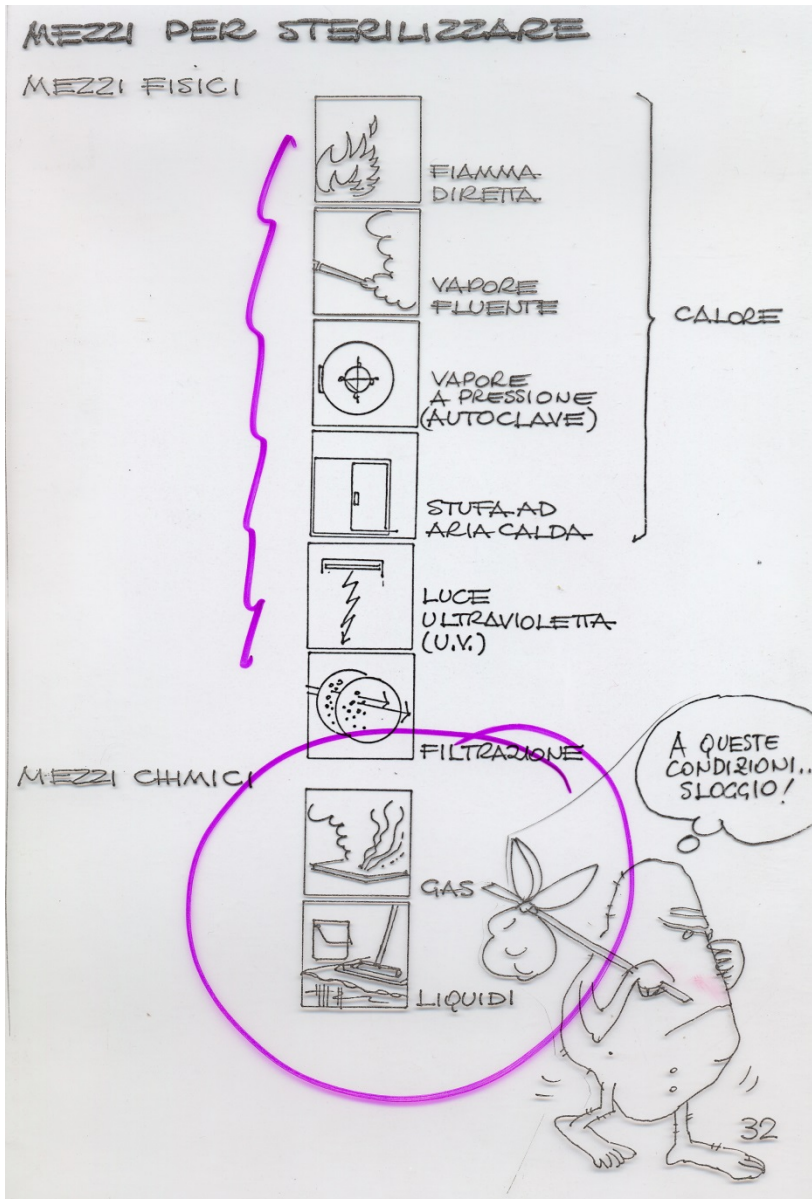 MEZZI PER STERILIZZARE
MEZZI FISICI
FIAMMA
DIRETTA
VAPORE
FLUENTE
VAPORE
A PRESSIONE
(AUTOCLAVE)
STUFA AD
ARIA CALDA
CALORE
LUCE
ULTRAVIOLETTA
(U.V.)
FILTRAZIONE
MEZZI CHIMICI
GAS
LIQUIDI
A QUESTE
CONDIZIONI..
SLOGGIO!
32